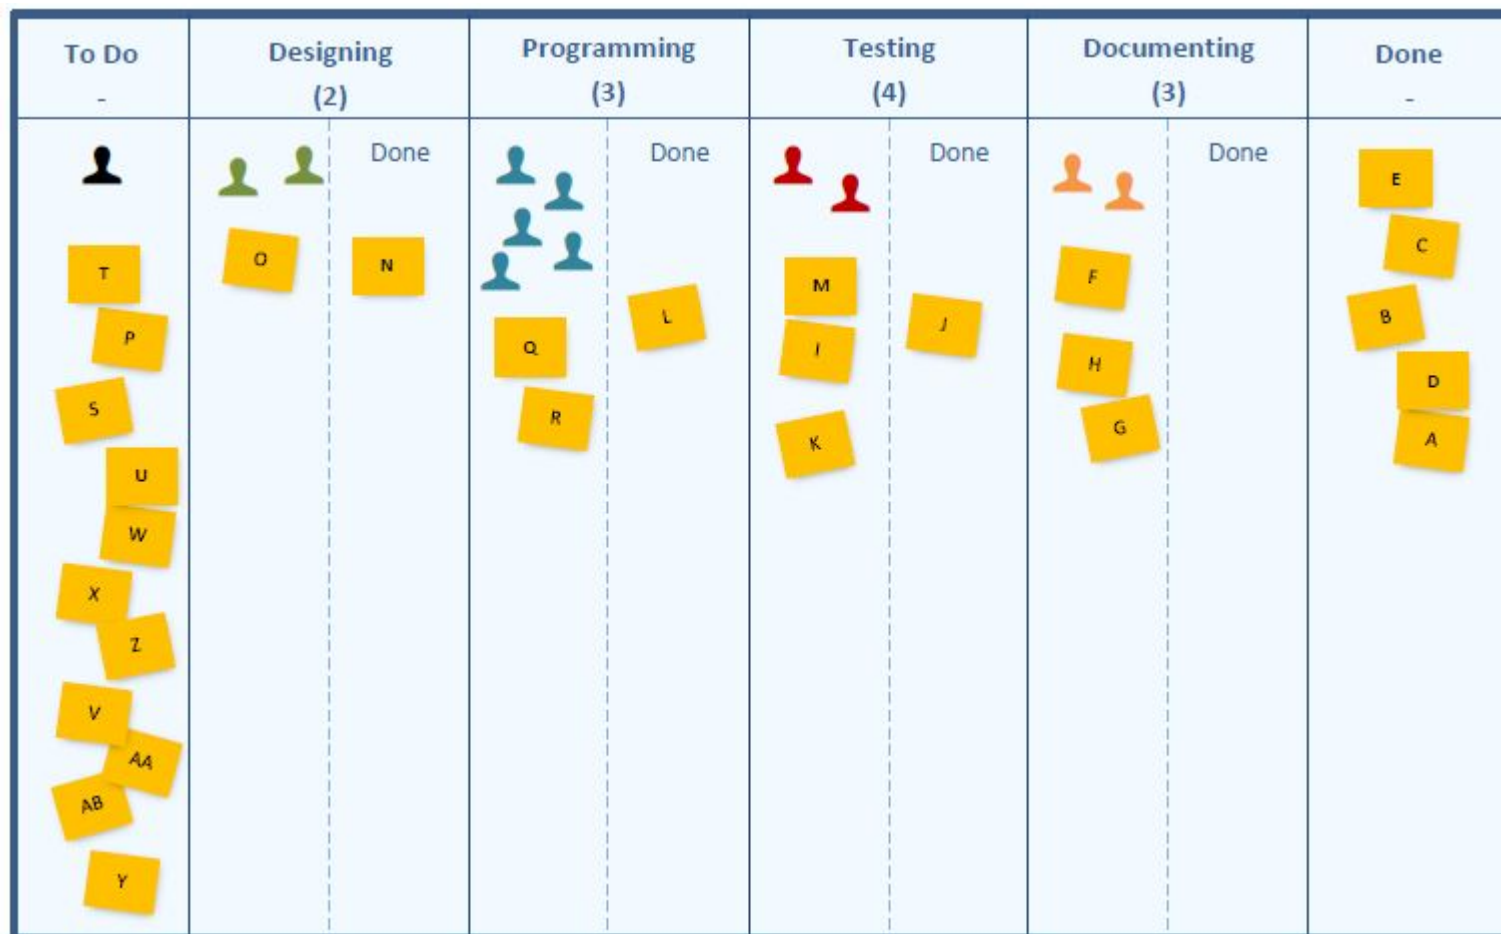 To Do
-
Designing
(2)
Programming
(3)
Testing
(4)
Documenting
(3)
Done
-
Done
Done
Done
Done
T
P
S
U
W
X
Z
V
AA
AB
Y
O
N
Q
R
L
M
I
K
J
F
H
G
E
C
B
D
A